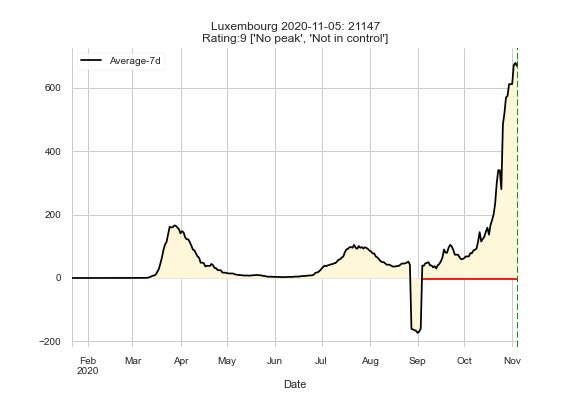 Luxembourg 2020-11-05: 21147
Rating:9 ['No peak', 'Not in control']
Average-7d
600
400
200
0
−200
Feb Mar Apr May Jun Jul Aug Sep Oct Nov
2020
Date